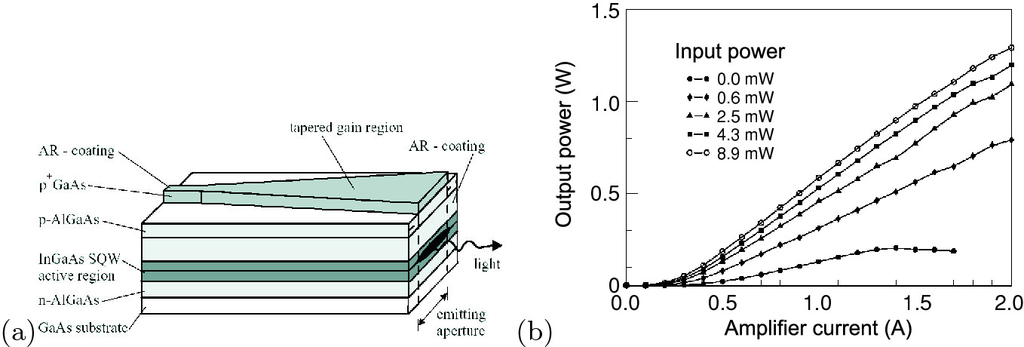 tapered gain region
AR - coating
AR - coating
p+GaAs
p-AlGaAs
InGaAs SQW
active region
n-AlGaAs
GaAs substrate
light
emitting
aperture
(a)
Output power (W)
1.5
1.0
0.5
0
Input power
0.0 mW
0.6 mW
2.5 mW
4.3 mW
8.9 mW
0.0 0.5 1.0 1.5 2.0
Amplifier current (A)
(b)